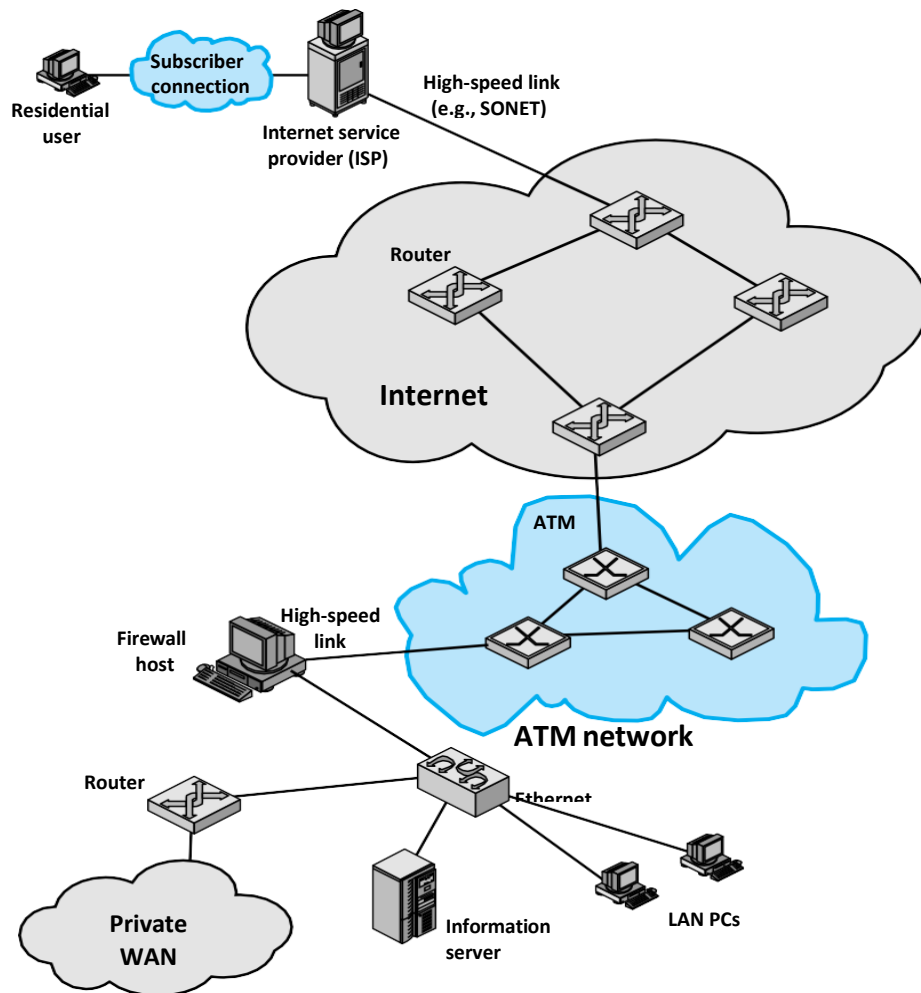 Subscriber
connection
Residential
user
Internet service
provider (ISP)
High-speed link
(e.g., SONET)
Router
Internet
ATM
High-speed
link
Firewall
host
ATM network
Router
Ethernet
Information
server
LAN PCs
Private
WAN